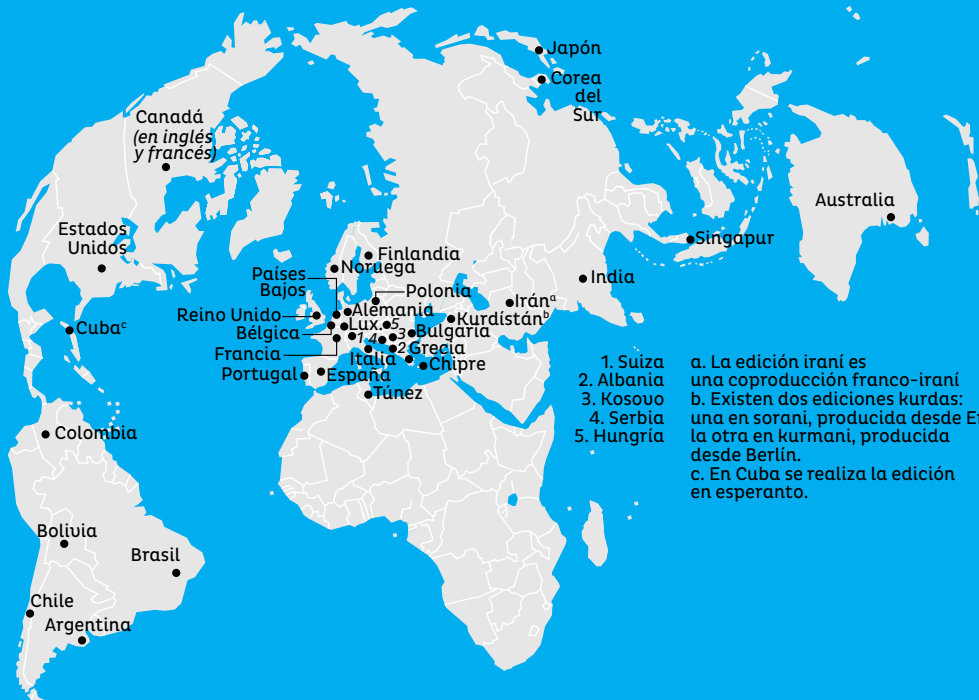 Japón
Corea
del
Sur
Canadá
(en inglés
y francés)
Australia
Estados
Unidos
Singapur
Finlandia
Noruega
Países
Bajos
India
Polonia
Iránᵃ
Reino Unido
Alemania
Kurdistánᵇ
Cubaᶜ
Bélgica
Lux.
5
Bulgaria
1
4
3
Francia
2
Grecia
Italia
Chipre
Portugal
España
Túnez
1. Suiza
2. Albania
3. Kosovo
4. Serbia
5. Hungría
a. La edición iraní es
una coproducción franco-iraní
b. Existen dos ediciones kurdas:
una en sorani, producida desde
la otra en kurmani, producida
desde Berlín.
c. En Cuba se realiza la edición
en esperanto.
Colombia
Bolivia
Brasil
Chile
Argentina